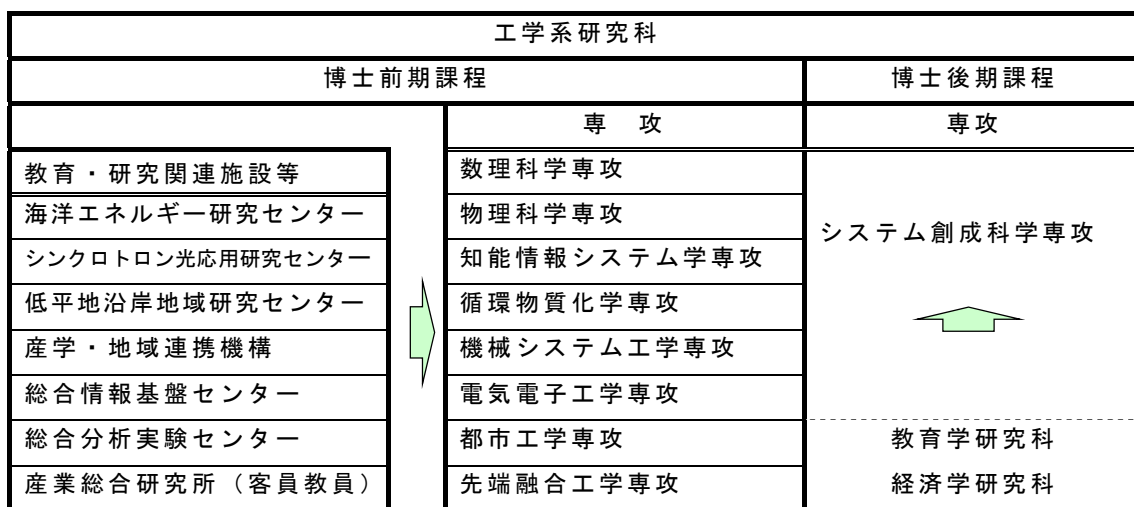 工学系研究科
博士前期課程
博士後期課程
専 攻
専攻
教育・研究関連施設等
海洋エネルギー研究センター
シンクロトロン光応用研究センター
低平地沿岸地域研究センター
産学・地域連携機構
総合情報基盤センター
総合分析実験センター
産業総合研究所（客員教員）
数理科学専攻
物理科学専攻
知能情報システム学専攻
循環物質化学専攻
機械システム工学専攻
電気電子工学専攻
都市工学専攻
先端融合工学専攻
システム創成科学専攻
教育学研究科
経済学研究科